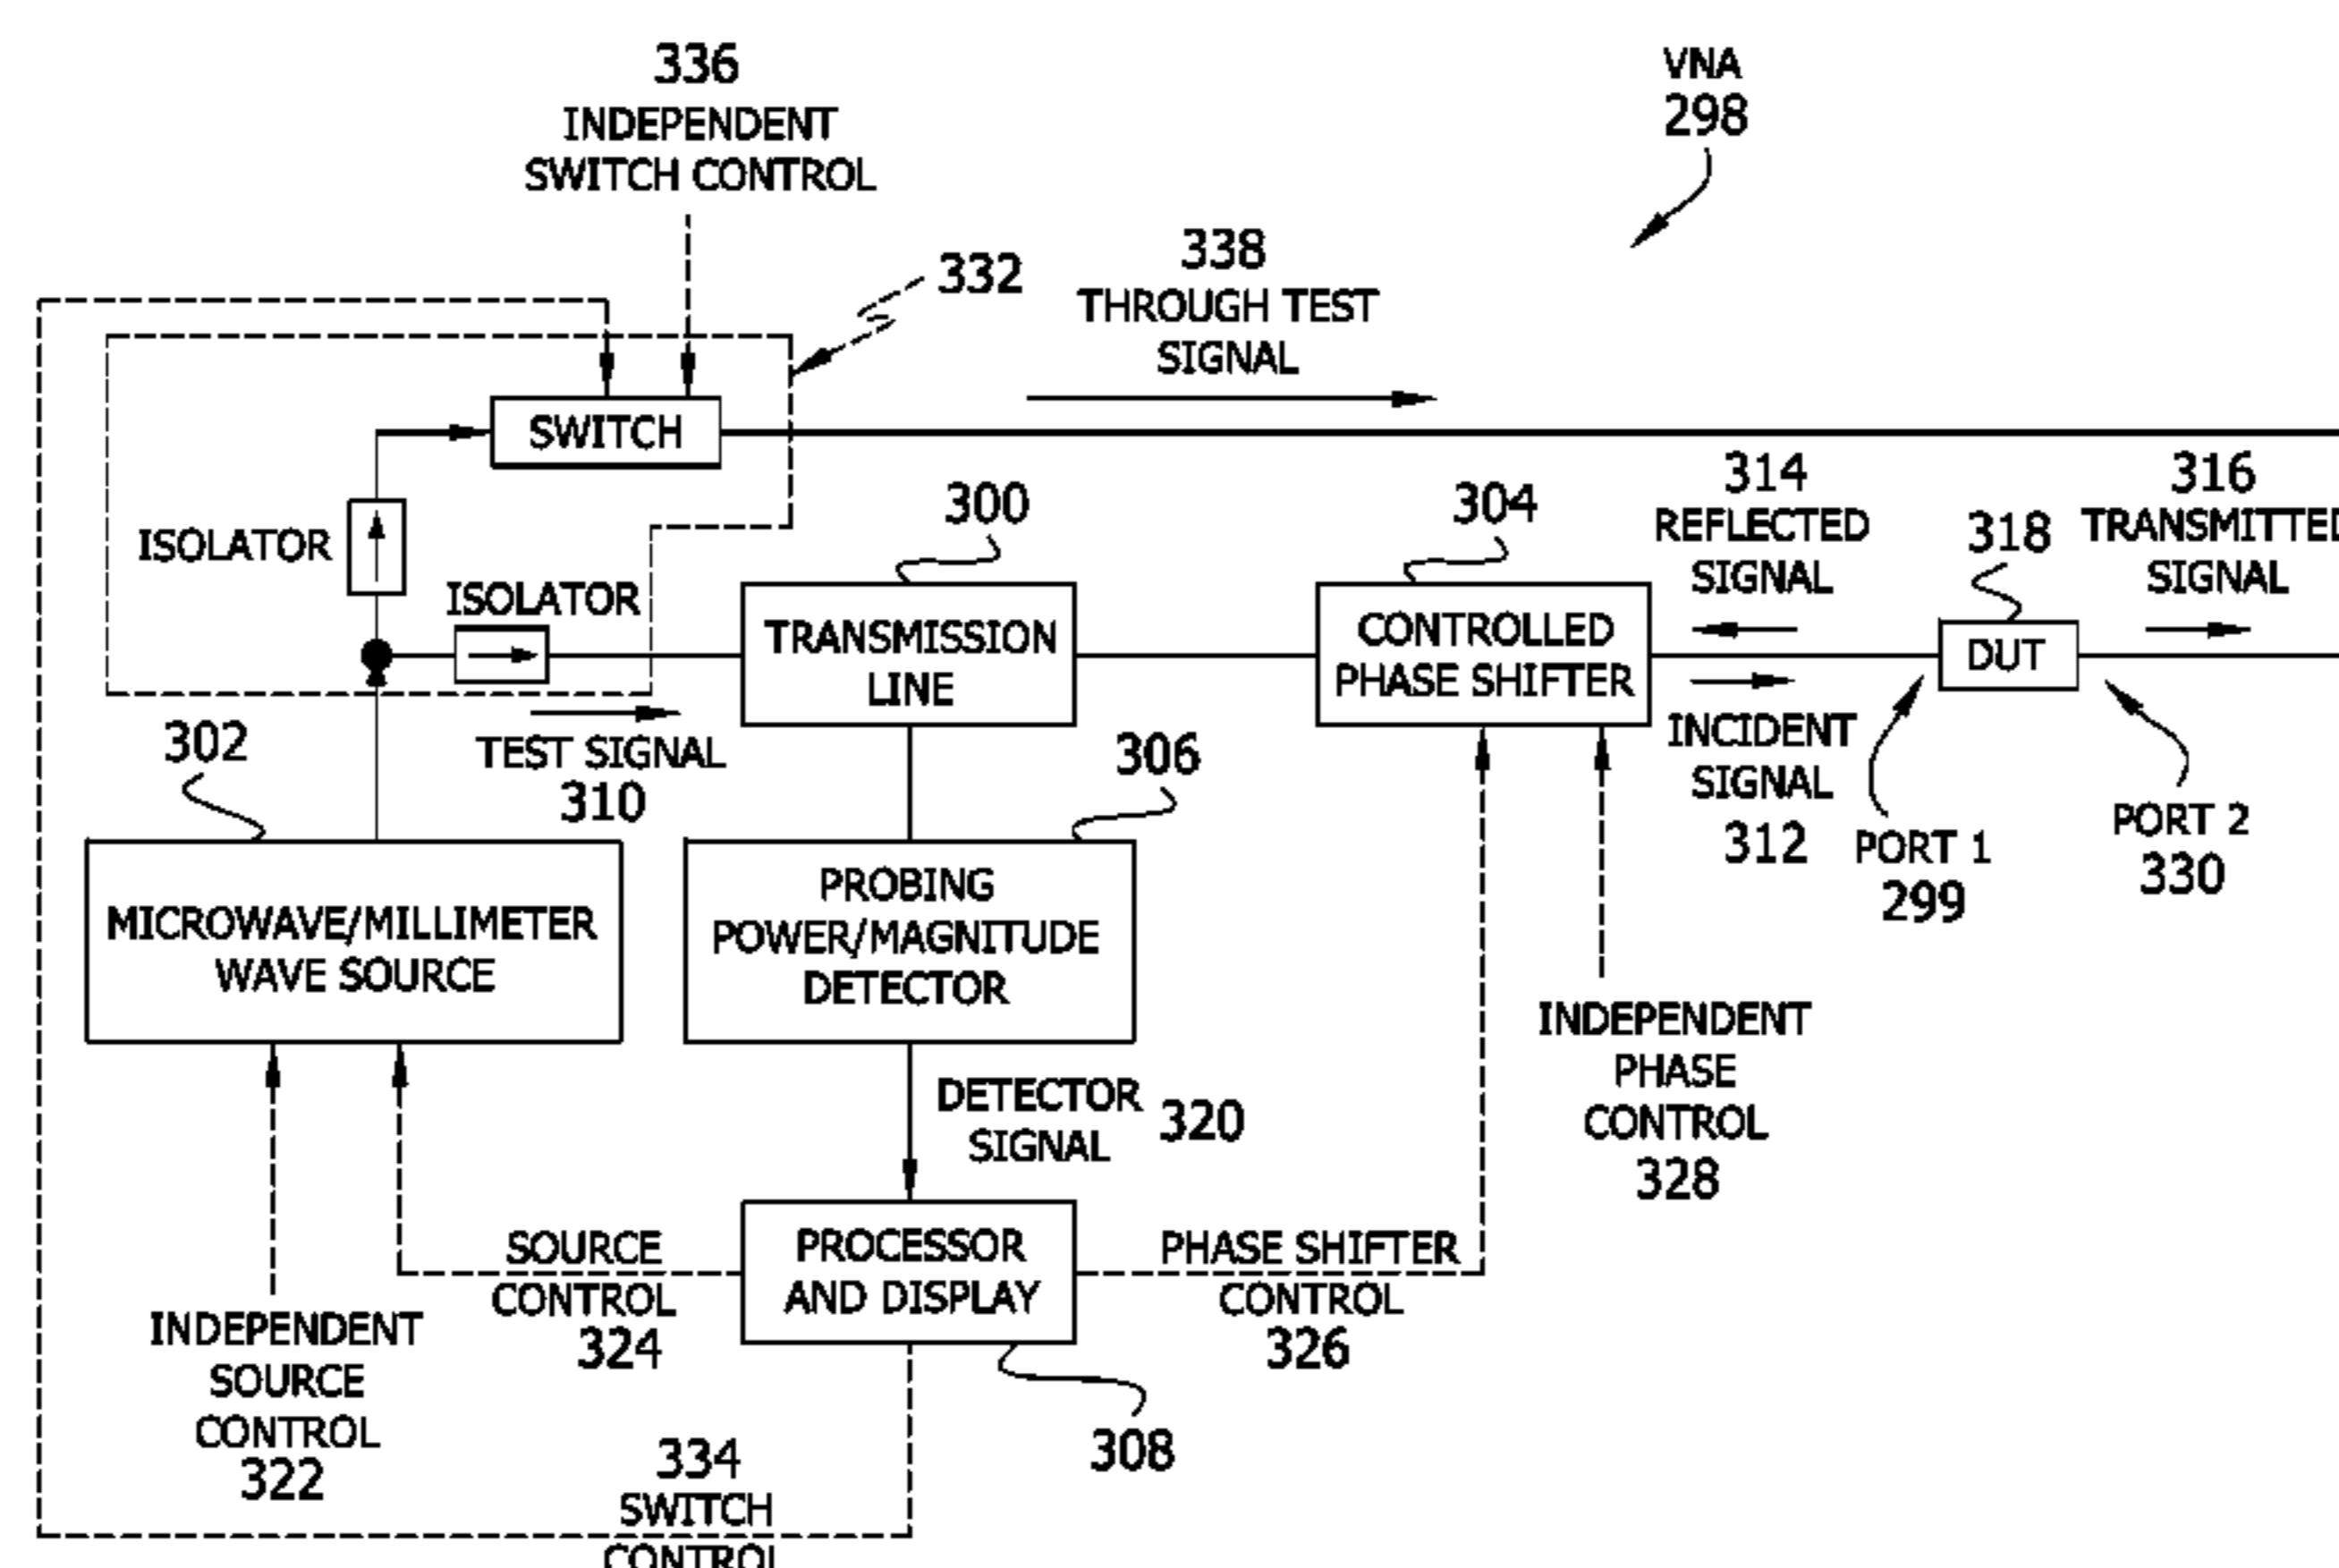 336
INDEPENDENT
SWITCH CONTROL
VNA
298
332
338
THROUGH TEST
SIGNAL
SWITCH
ISOLATOR
ISOLATOR
300
TRANSMISSION
LINE
304
CONTROLLED
PHASE SHIFTER
314
REFLECTED
SIGNAL
318
DUT
316
TRANSMITTED
SIGNAL
302
TEST SIGNAL
310
306
INCIDENT
SIGNAL
312
PORT 1
299
PORT 2
330
MICROWAVE/MILLIMETER
WAVE SOURCE
PROBING
POWER/MAGNITUDE
DETECTOR
INDEPENDENT
PHASE
CONTROL
328
DETECTOR
SIGNAL
320
SOURCE
CONTROL
324
PROCESSOR
AND DISPLAY
PHASE SHIFTER
CONTROL
326
INDEPENDENT
SOURCE
CONTROL
322
308
334
SWITCH
CONTROL